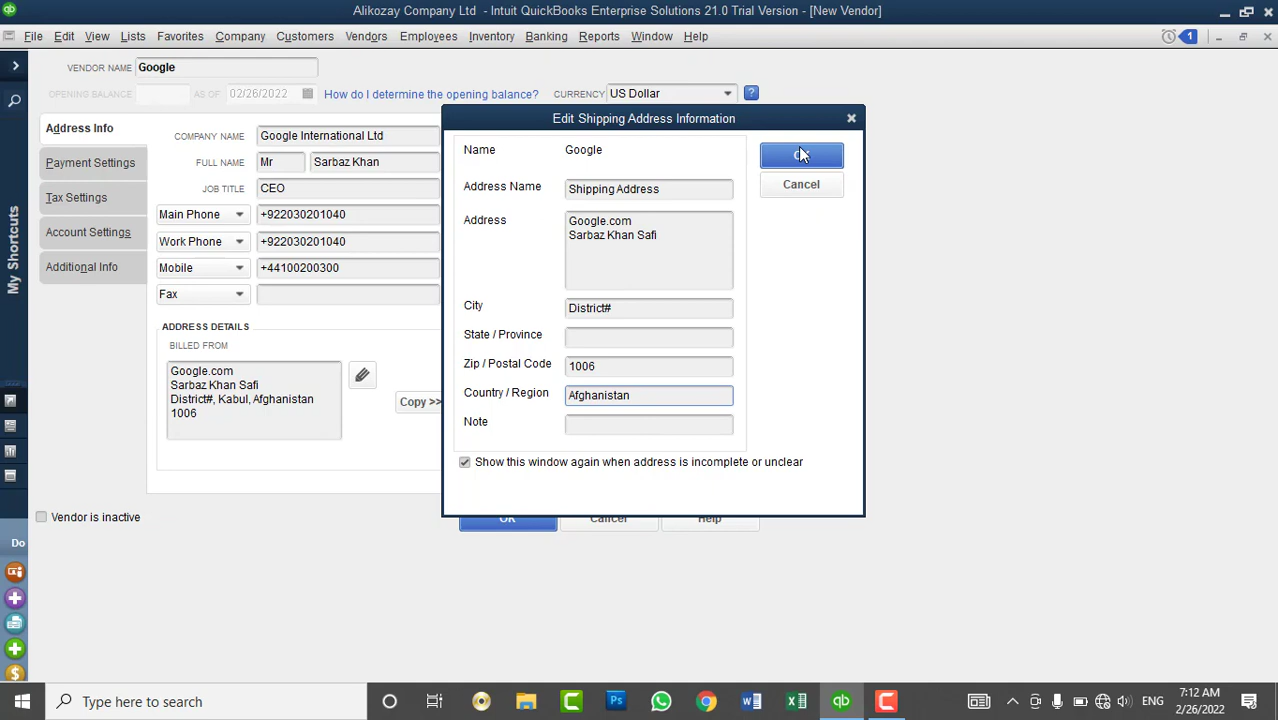 Alikozay Company Ltd - Intuit QuickBooks Enterprise Solutions 21.0 Trial Version - [New Vendor]
File Edit View Lists Favorites Company Customers Vendors Employees Inventory Banking Reports Window Help
1
VENDOR NAME Google
OPENING BALANCE AS OF 02/26/2022 How do I determine the opening balance? CURRENCY US Dollar ?
My Shortcuts
Do
Address Info
Payment Settings
Tax Settings
Account Settings
Additional Info
COMPANY NAME Google International Ltd
FULL NAME Mr Sarbaz Khan
JOB TITLE CEO
Main Phone +922030201040
Work Phone +922030201040
Mobile +44100200300
Fax
ADDRESS DETAILS
BILLED FROM
Google.com
Sarbaz Khan Safi
District#, Kabul, Afghanistan
1006
Copy >>
Vendor is inactive
OK Cancel Help
Edit Shipping Address Information
Name Google
OK
Cancel
Address Name Shipping Address
Address Google.com
Sarbaz Khan Safi
City District#
State / Province
Zip / Postal Code 1006
Country / Region Afghanistan
Note
Show this window again when address is incomplete or unclear
Type here to search
Ps
ENG
7:12 AM
2/26/2022